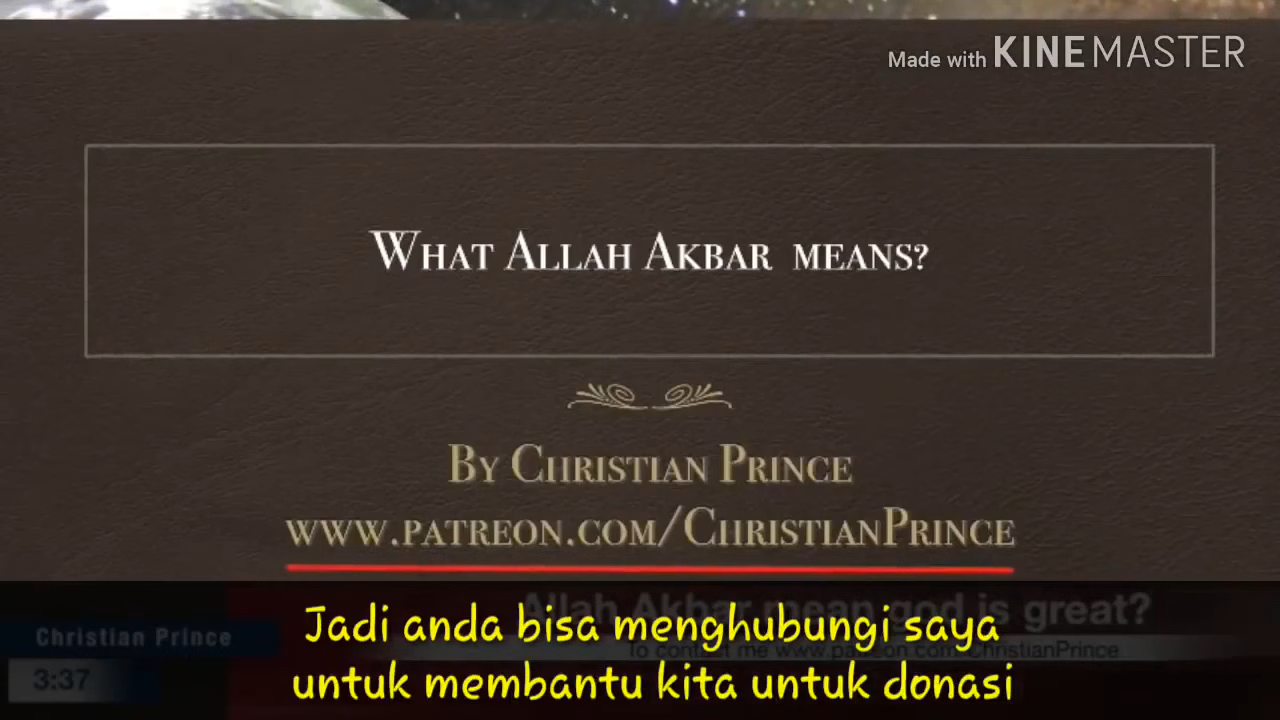 Made with KINEMASTER
WHAT ALLAH AKBAR MEANS?
BY CHRISTIAN PRINCE
WWW.PATREON.COM/CHRISTIANPRINCE
Allah Akbar mean god is great?
Christian Prince
To contact me www.patreon.com/ChristianPrince
3:37
Jadi anda bisa menghubungi saya
untuk membantu kita untuk donasi